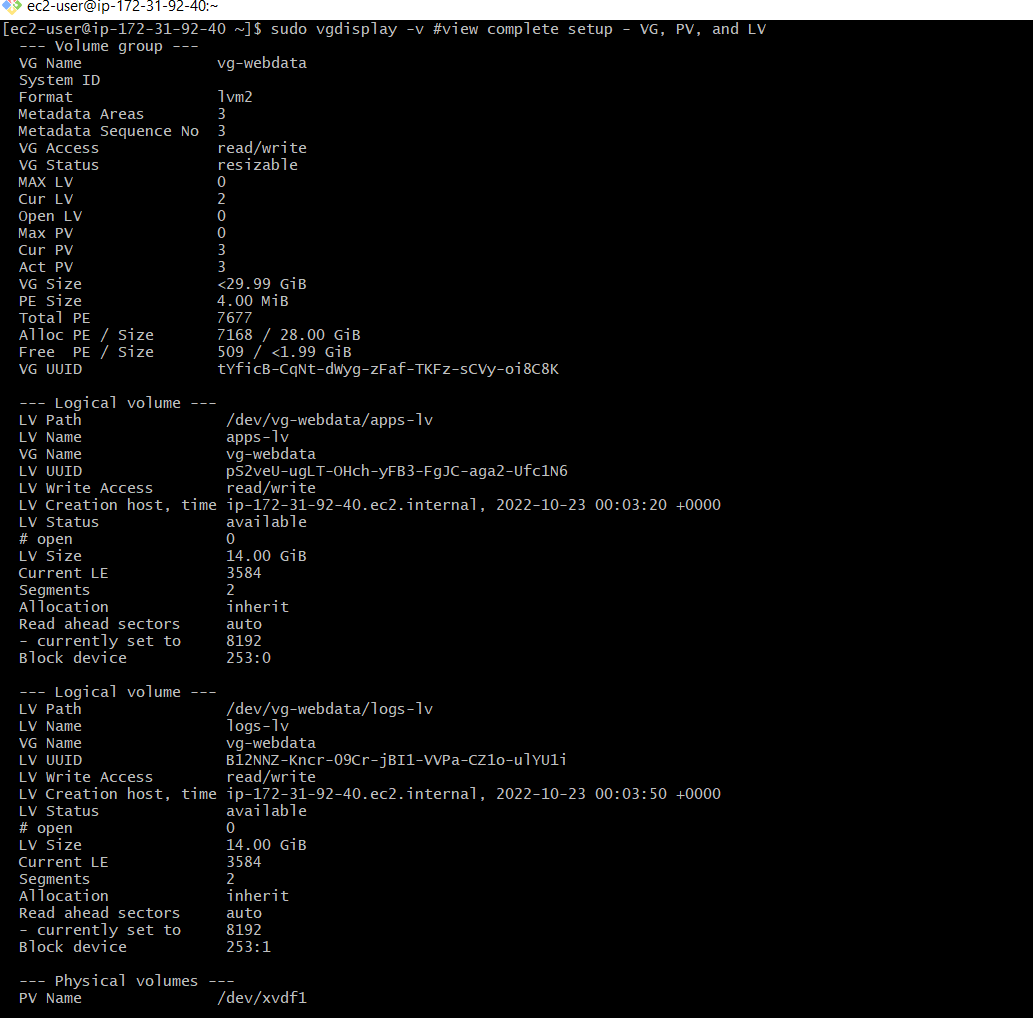 ec2-user@ip-172-31-92-40:~
[ec2-user@ip-172-31-92-40 ~]$ sudo vgdisplay -v #view complete setup - VG, PV, and LV
--- Volume group ---
VG Name vg-webdata
System ID
Format lvm2
Metadata Areas 3
Metadata Sequence No 3
VG Access read/write
VG Status resizable
MAX LV 0
Cur LV 2
Open LV 0
Max PV 0
Cur PV 3
Act PV 3
VG Size <29.99 GiB
PE Size 4.00 MiB
Total PE 7677
Alloc PE / Size 7168 / 28.00 GiB
Free PE / Size 509 / <1.99 GiB
VG UUID tYficB-CqNt-dWyg-zFaf-TKFz-sCVy-oi8C8K
--- Logical volume ---
LV Path /dev/vg-webdata/apps-lv
LV Name apps-lv
VG Name vg-webdata
LV UUID pS2veU-ugLT-OHch-yFB3-FgJC-aga2-Ufc1N6
LV Write Access read/write
LV Creation host, time ip-172-31-92-40.ec2.internal, 2022-10-23 00:03:20 +0000
LV Status available
# open 0
LV Size 14.00 GiB
Current LE 3584
Segments 2
Allocation inherit
Read ahead sectors auto
- currently set to 8192
Block device 253:0
--- Logical volume ---
LV Path /dev/vg-webdata/logs-lv
LV Name logs-lv
VG Name vg-webdata
LV UUID B12NNZ-Kncr-O9Cr-jBI1-VVPa-CZ1o-ulYU1i
LV Write Access read/write
LV Creation host, time ip-172-31-92-40.ec2.internal, 2022-10-23 00:03:50 +0000
LV Status available
# open 0
LV Size 14.00 GiB
Current LE 3584
Segments 2
Allocation inherit
Read ahead sectors auto
- currently set to 8192
Block device 253:1
--- Physical volumes ---
PV Name /dev/xvdf1